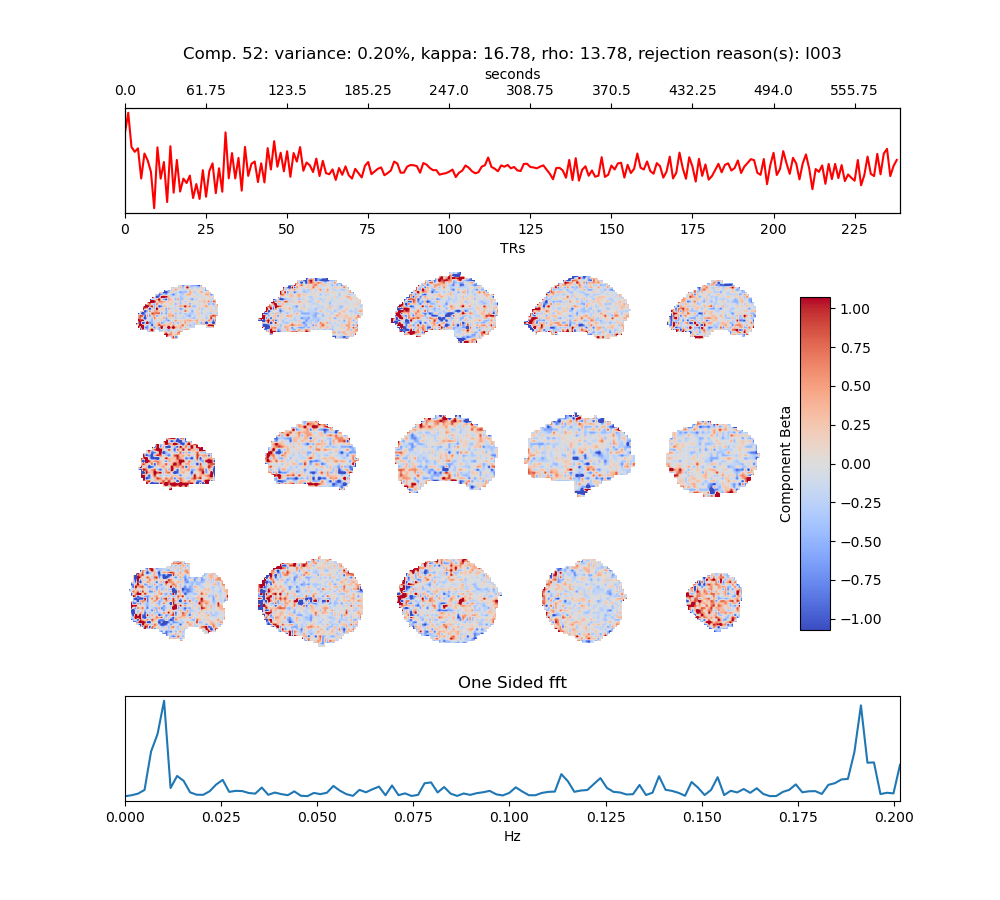 Comp. 52: variance: 0.20%, kappa: 16.78, rho: 13.78, rejection reason(s): I003
seconds
0.0 61.75 123.5 185.25 247.0 308.75 370.5 432.25 494.0 555.75
0 25 50 75 100 125 150 175 200 225
TRs
1.00
0.75
0.50
0.25
0.00
−0.25
−0.50
−0.75
−1.00
Component Beta
One Sided fft
0.000 0.025 0.050 0.075 0.100 0.125 0.150 0.175 0.200
Hz